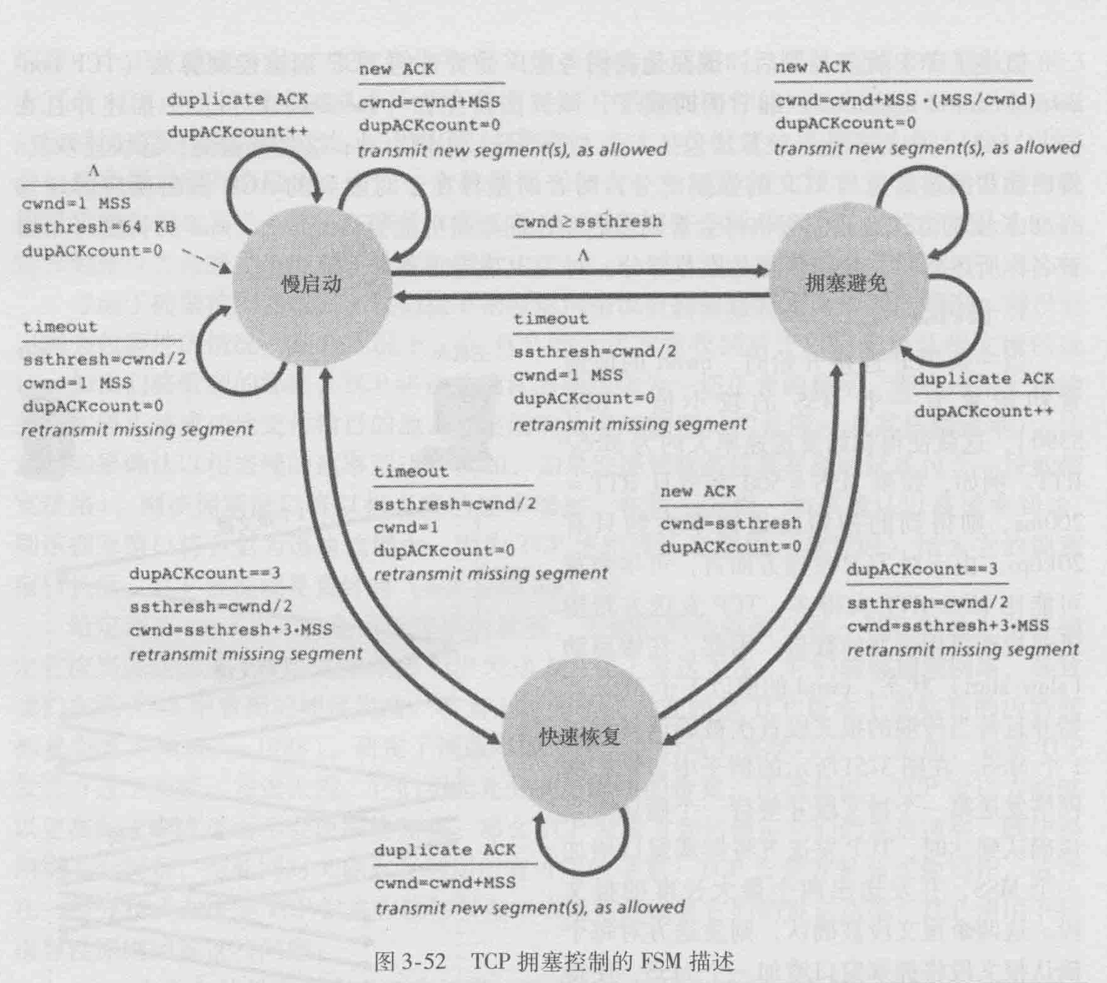 new ACK
cwnd=cwnd+MSS
dupACKcount=0
transmit new segment(s), as allowed
duplicate ACK
dupACKcount++
Λ
cwnd=1 MSS
ssthresh=64 KB
dupACKcount=0
new ACK
cwnd=cwnd+MSS·(MSS/cwnd)
dupACKcount=0
transmit new segment(s), as allowed
cwnd≥ssthresh
Λ
慢启动
拥塞避免
timeout
ssthresh=cwnd/2
cwnd=1 MSS
dupACKcount=0
retransmit missing segment
timeout
ssthresh=cwnd/2
cwnd=1 MSS
dupACKcount=0
retransmit missing segment
duplicate ACK
dupACKcount++
timeout
ssthresh=cwnd/2
cwnd=1
dupACKcount=0
retransmit missing segment
new ACK
cwnd=ssthresh
dupACKcount=0
dupACKcount==3
ssthresh=cwnd/2
cwnd=ssthresh+3·MSS
retransmit missing segment
dupACKcount==3
ssthresh=cwnd/2
cwnd=ssthresh+3·MSS
retransmit missing segment
快速恢复
duplicate ACK
cwnd=cwnd+MSS
transmit new segment(s), as allowed
图 3-52 TCP 拥塞控制的 FSM 描述